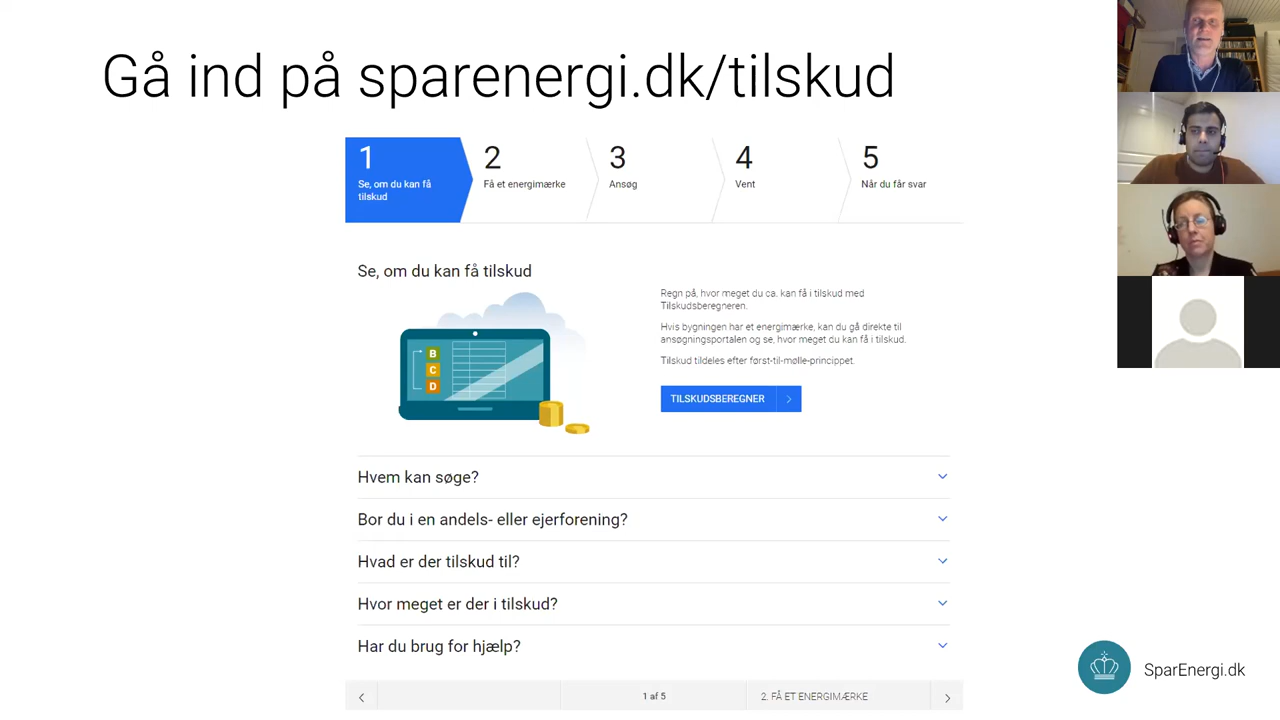 Gå ind på sparenergi.dk/tilskud
1
Se, om du kan få
tilskud
2
Få et energimærke
3
Ansøg
4
Vent
5
Når du får svar
Se, om du kan få tilskud
B
C
D
Regn på, hvor meget du ca. kan få i tilskud med
Tilskudsberegneren.
Hvis bygningen har et energimærke, kan du gå direkte til
ansøgningsportalen og se, hvor meget du kan få i tilskud.
Tilskud tildeles efter først-til-mølle-princippet.
TILSKUDSBEREGNER
Hvem kan søge?
Bor du i en andels- eller ejerforening?
Hvad er der tilskud til?
Hvor meget er der i tilskud?
Har du brug for hjælp?
1 af 5
2. FÅ ET ENERGIMÆRKE
SparEnergi.dk